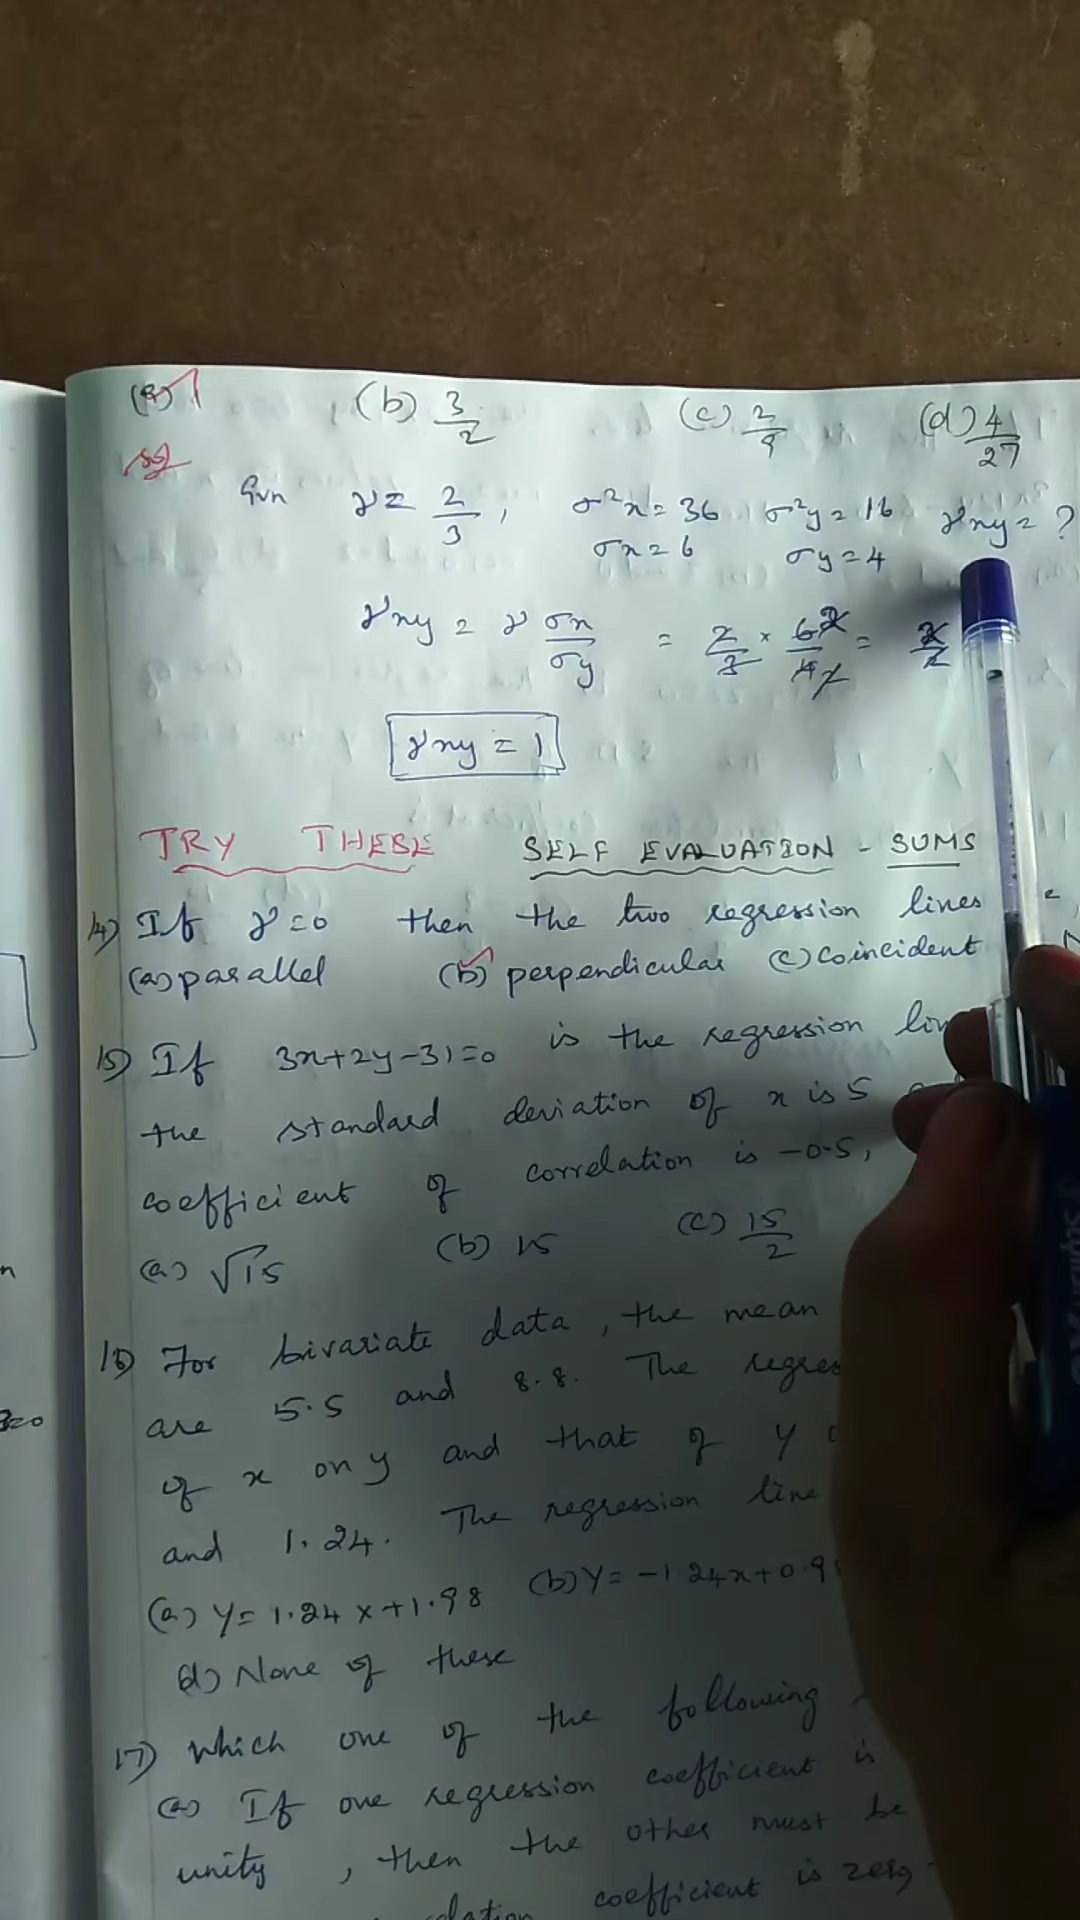 (a) 1 (b) 3/2 (c) 2/9 (d) 4/27
Sol
Givn r = 2/3, σ²x = 36 σ²y = 16 rxy = ?
σx = 6 σy = 4
rxy = r σx/σy = 2/3 × 6/4 = 2/2
rxy = 1
TRY THESE SELF EVALUATION - SUMS
14) If r = 0 then the two regression lines
(a) parallel (b) perpendicular (c) coincident
15) If 3x+2y-31=0 is the regression lin
the standard deviation of x is 5
coefficient of correlation is -0.5,
(a) √15 (b) 15 (c) 15/2
16) For bivariate data, the mean
are 5.5 and 8.8. The regres
of x on y and that of y
and 1.24. The regression line
(a) Y = 1.24x+1.98 (b) Y = -1.24x+0.9
(d) None of these
17) Which one of the following
(a) If one regression coefficient is
unity, then the other must be
coefficient is zero